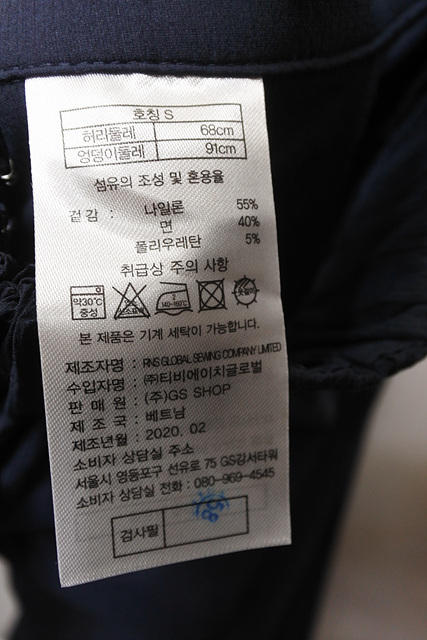 호칭 S
허리둘레 68cm
엉덩이둘레 91cm
섬유의 조성 및 혼용율
겉감 : 나일론 55%
면 40%
폴리우레탄 5%
취급상 주의 사항
약30℃ 중성 2 140~160℃
본 제품은 기계 세탁이 가능합니다.
제조자명 : RNS GLOBAL SEWING COMPANY LIMITED
수입자명 : ㈜티비에이치글로벌
판 매 원 : (주)GS SHOP
제 조 국 : 베트남
제조년월 : 2020. 02
소비자 상담실 주소
서울시 영등포구 선유로 75 GS강서타워
소비자 상담실 전화 : 080-969-4545
검사필